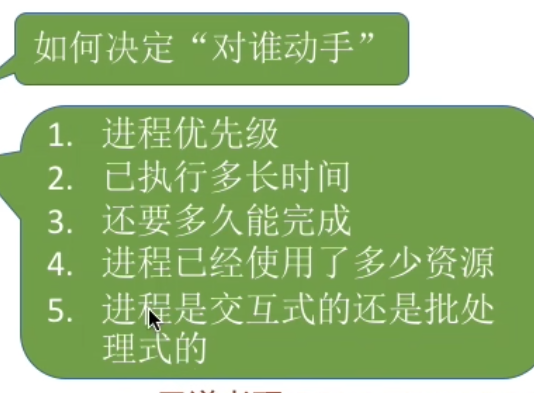 如何决定“对谁动手”
1. 进程优先级
2. 已执行多长时间
3. 还要多久能完成
4. 进程已经使用了多少资源
5. 进程是交互式的还是批处
理式的